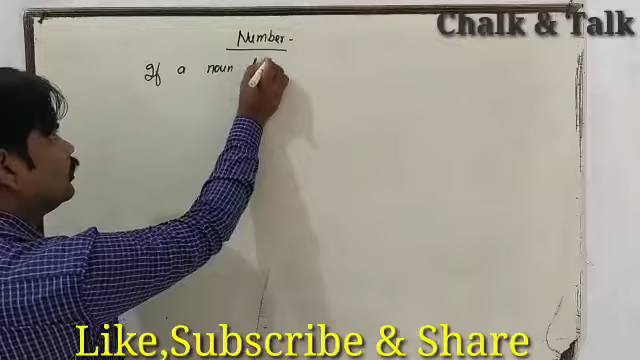 Chalk & Talk
Number-
If a noun
Like,Subscribe & Share